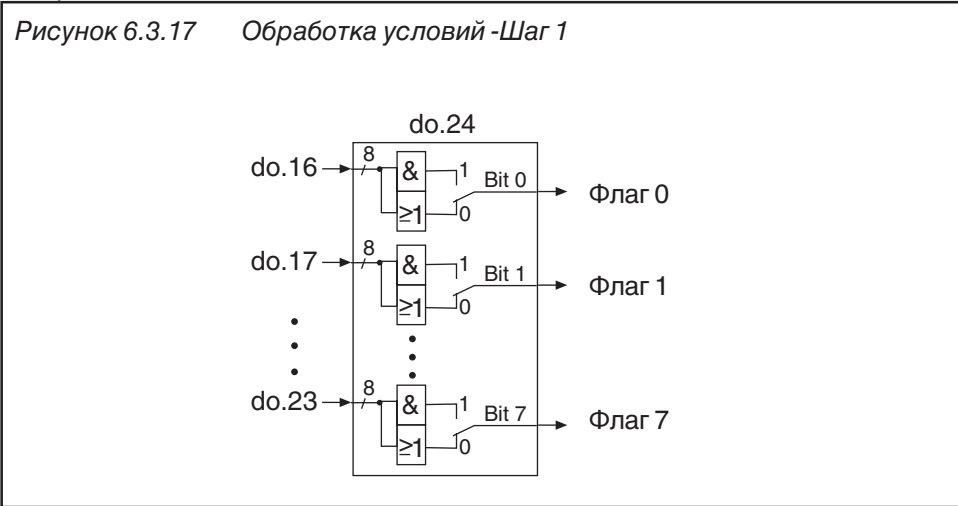 Рисунок 6.3.17 Обработка условий -Шаг 1
do.24
do.16 8 & 1 Bit 0 Флаг 0
≥1 0
do.17 8 & 1 Bit 1 Флаг 1
≥1 0
do.23 8 & 1 Bit 7 Флаг 7
≥1 0